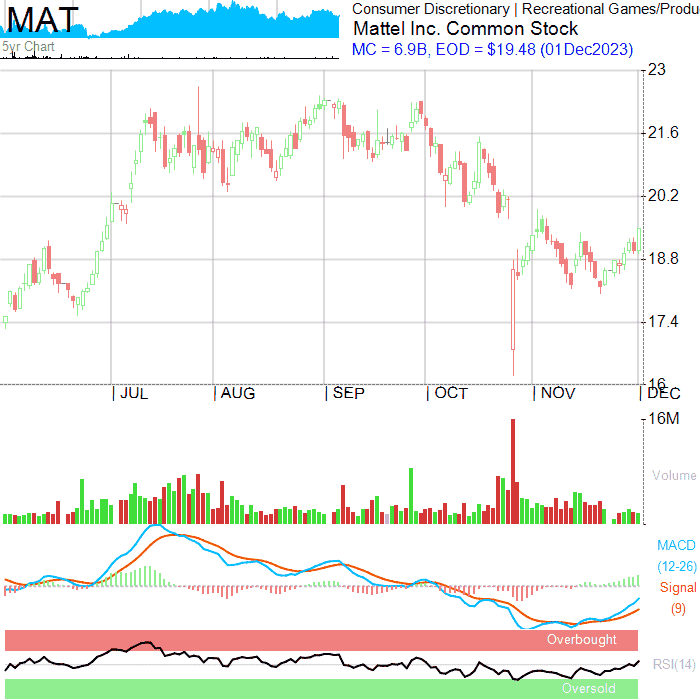 MAT
5yr Chart
Consumer Discretionary | Recreational Games/Produ
Mattel Inc. Common Stock
MC = 6.9B, EOD = $19.48 (01Dec2023)
23
21.6
20.2
18.8
17.4
16
JUL AUG SEP OCT NOV DEC
16M
Volume
MACD
(12-26)
Signal
(9)
Overbought
RSI(14)
Oversold